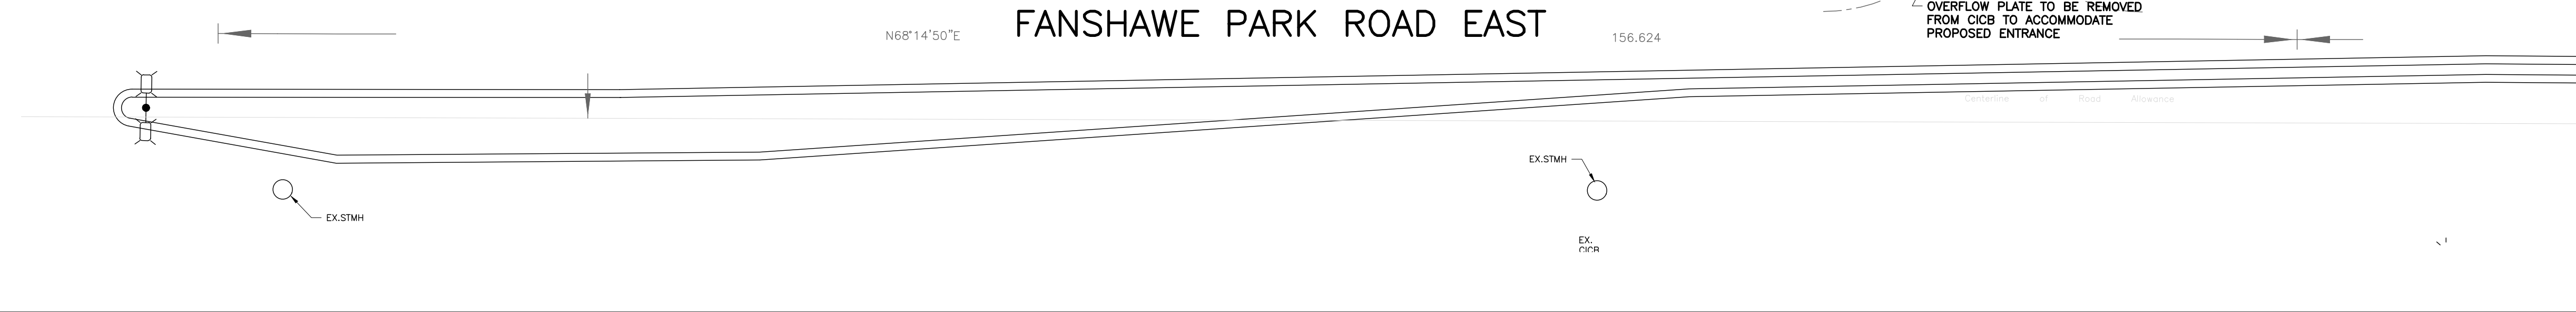 FANSHAWE PARK ROAD EAST
N68°14'50"E
156.624
OVERFLOW PLATE TO BE REMOVED
FROM CICB TO ACCOMMODATE
PROPOSED ENTRANCE
Centerline of Road Allowance
EX.STMH
EX.STMH
EX.
CICB